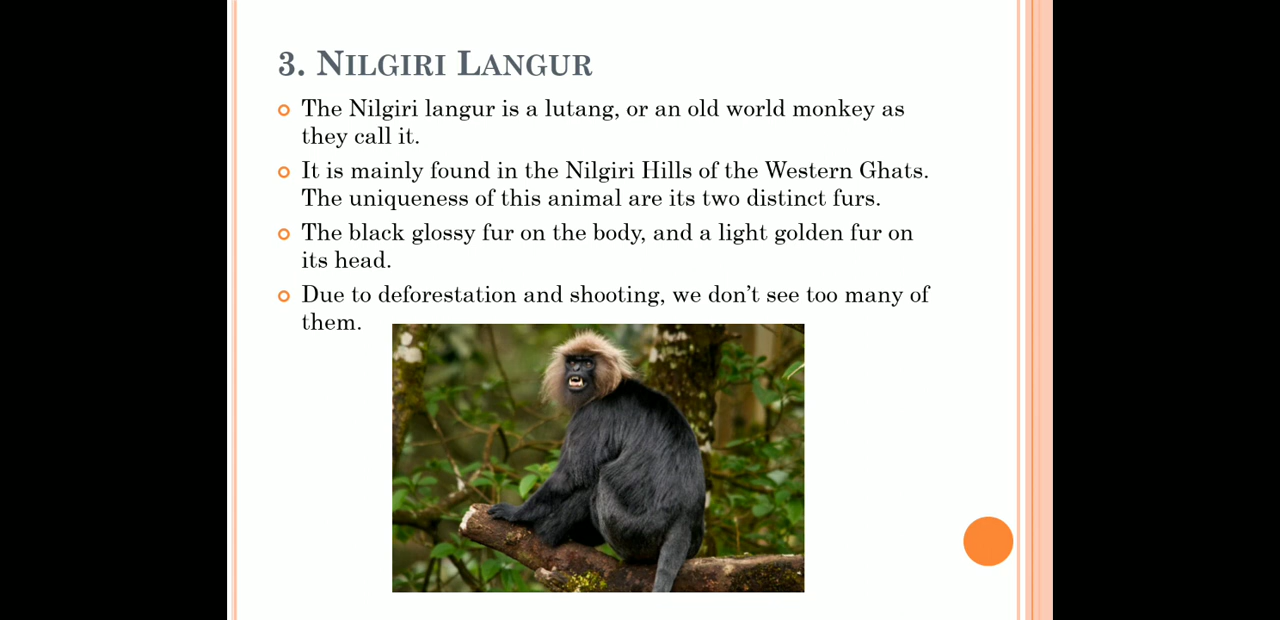 3. Nilgiri Langur
The Nilgiri langur is a lutang, or an old world monkey as
they call it.
It is mainly found in the Nilgiri Hills of the Western Ghats.
The uniqueness of this animal are its two distinct furs.
The black glossy fur on the body, and a light golden fur on
its head.
Due to deforestation and shooting, we don’t see too many of
them.